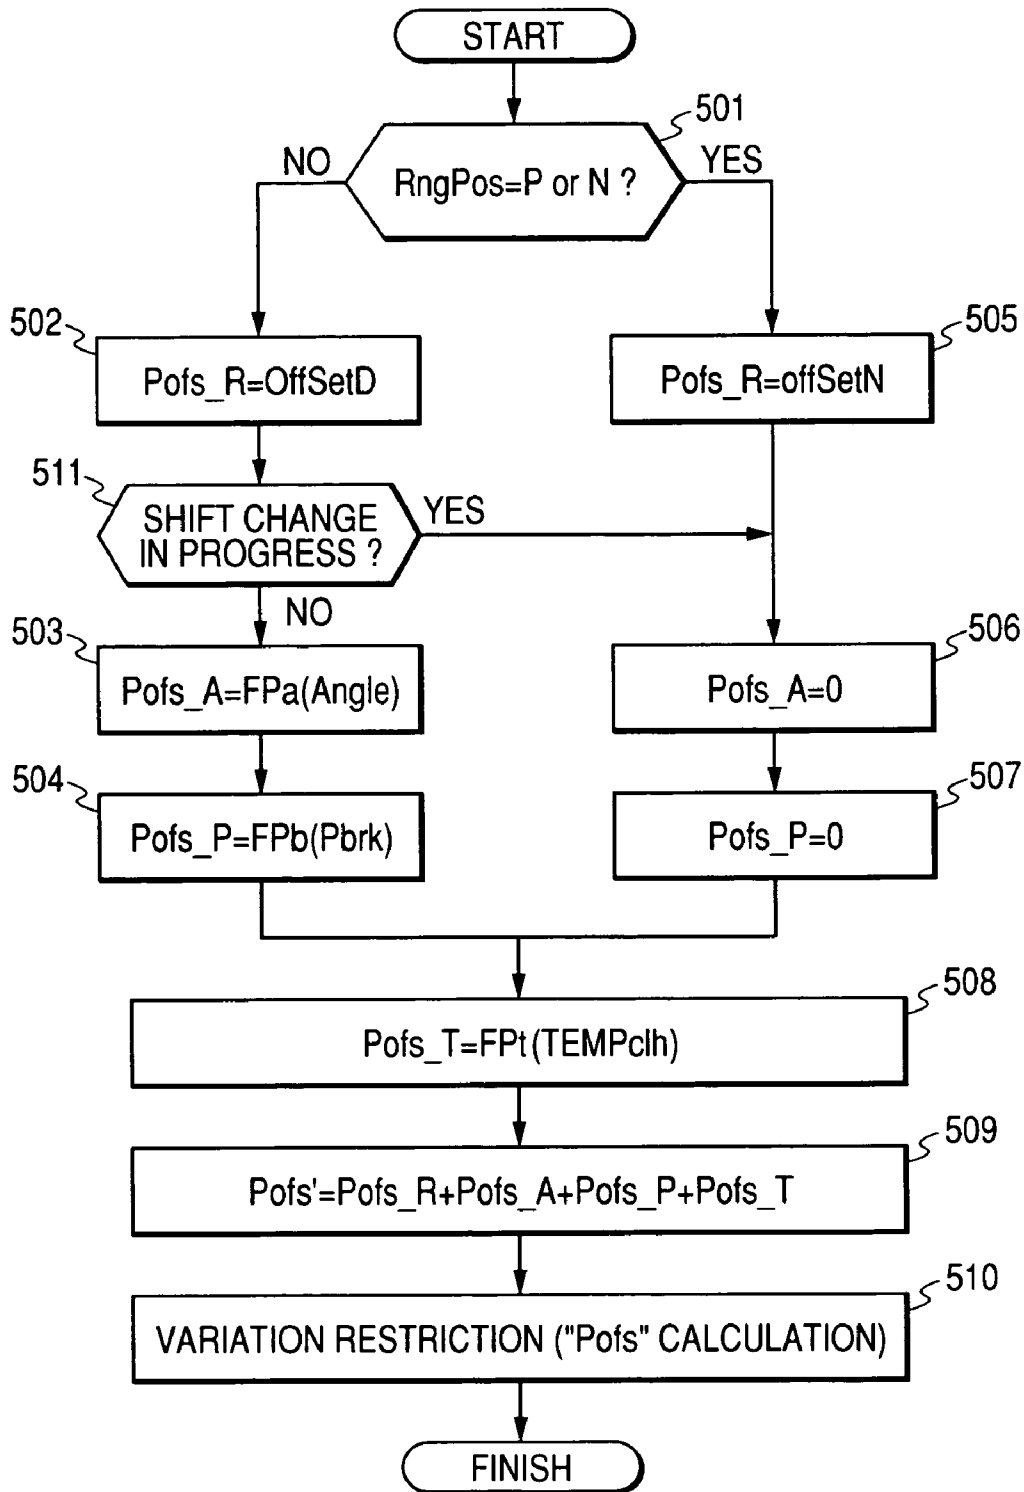 START
501
NO
YES
RngPos=P or N ?
502
505
Pofs_R=OffSetD
Pofs_R=offSetN
511
SHIFT CHANGE
IN PROGRESS ?
YES
NO
503
506
Pofs_A=FPa(Angle)
Pofs_A=0
504
507
Pofs_P=FPb(Pbrk)
Pofs_P=0
508
Pofs_T=FPt(TEMPclh)
509
Pofs'=Pofs_R+Pofs_A+Pofs_P+Pofs_T
510
VARIATION RESTRICTION ("Pofs" CALCULATION)
FINISH